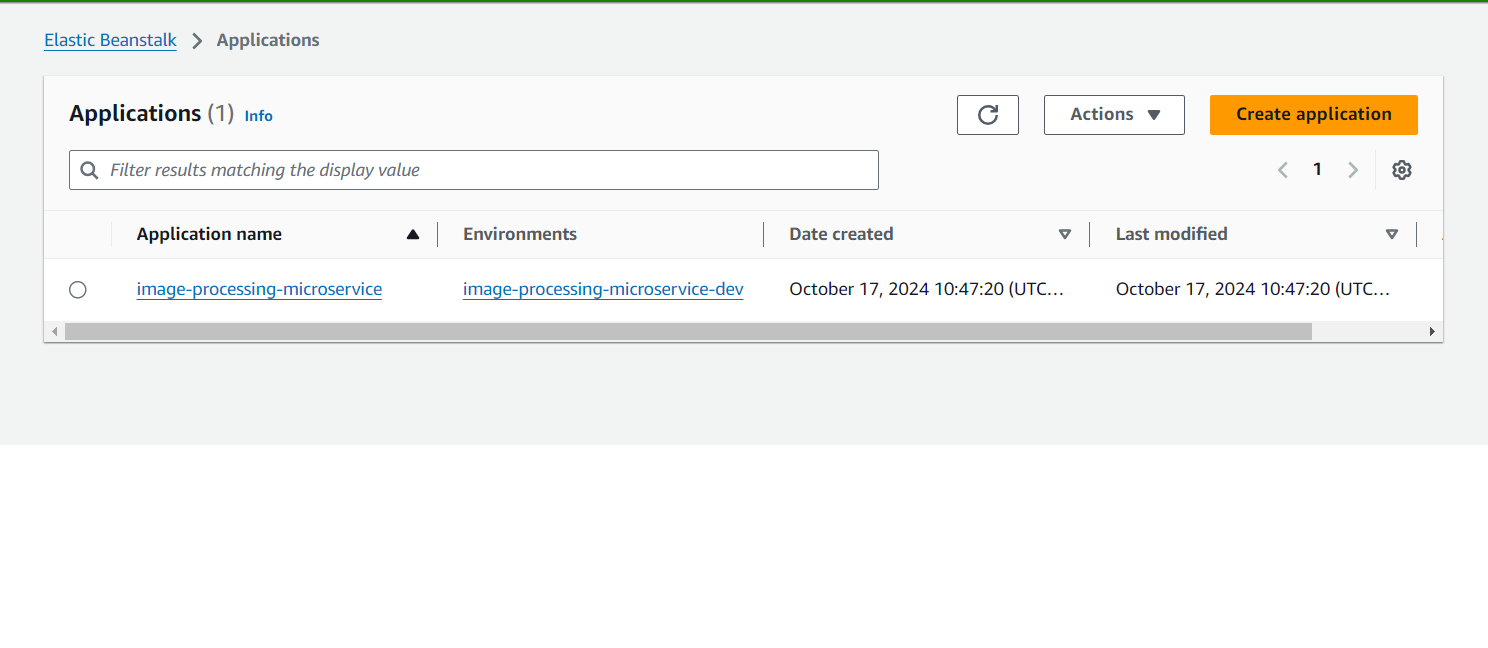 Elastic Beanstalk > Applications
Applications (1) Info
Actions
Create application
Filter results matching the display value
1
Application name Environments Date created Last modified
image-processing-microservice image-processing-microservice-dev October 17, 2024 10:47:20 (UTC… October 17, 2024 10:47:20 (UTC…